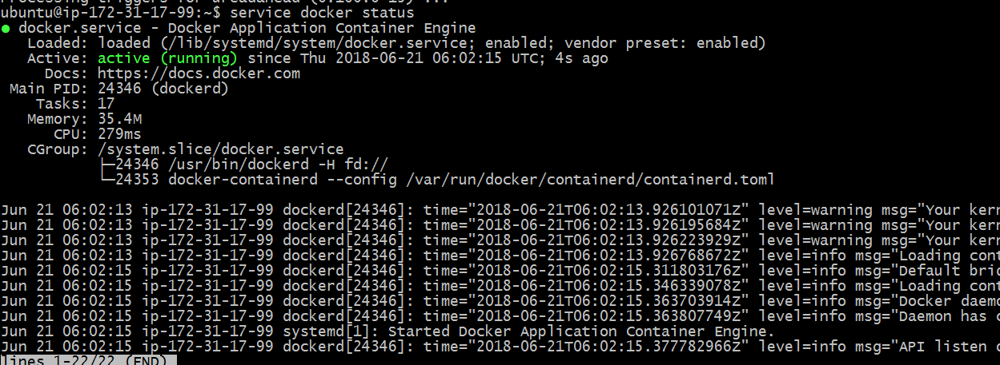 ubuntu@ip-172-31-17-99:~$ service docker status
● docker.service - Docker Application Container Engine
   Loaded: loaded (/lib/systemd/system/docker.service; enabled; vendor preset: enabled)
   Active: active (running) since Thu 2018-06-21 06:02:15 UTC; 4s ago
     Docs: https://docs.docker.com
 Main PID: 24346 (dockerd)
    Tasks: 17
   Memory: 35.4M
      CPU: 279ms
   CGroup: /system.slice/docker.service
           ├─24346 /usr/bin/dockerd -H fd://
           └─24353 docker-containerd --config /var/run/docker/containerd/containerd.toml
Jun 21 06:02:13 ip-172-31-17-99 dockerd[24346]: time="2018-06-21T06:02:13.926101071Z" level=warning msg="Your kern
Jun 21 06:02:13 ip-172-31-17-99 dockerd[24346]: time="2018-06-21T06:02:13.926195684Z" level=warning msg="Your kern
Jun 21 06:02:13 ip-172-31-17-99 dockerd[24346]: time="2018-06-21T06:02:13.926223929Z" level=warning msg="Your kern
Jun 21 06:02:13 ip-172-31-17-99 dockerd[24346]: time="2018-06-21T06:02:13.926768672Z" level=info msg="Loading cont
Jun 21 06:02:15 ip-172-31-17-99 dockerd[24346]: time="2018-06-21T06:02:15.311803176Z" level=info msg="Default brid
Jun 21 06:02:15 ip-172-31-17-99 dockerd[24346]: time="2018-06-21T06:02:15.346339078Z" level=info msg="Loading cont
Jun 21 06:02:15 ip-172-31-17-99 dockerd[24346]: time="2018-06-21T06:02:15.363703914Z" level=info msg="Docker daemo
Jun 21 06:02:15 ip-172-31-17-99 dockerd[24346]: time="2018-06-21T06:02:15.363807749Z" level=info msg="Daemon has c
Jun 21 06:02:15 ip-172-31-17-99 systemd[1]: Started Docker Application Container Engine.
Jun 21 06:02:15 ip-172-31-17-99 dockerd[24346]: time="2018-06-21T06:02:15.377782966Z" level=info msg="API listen o
lines 1-22/22 (END)